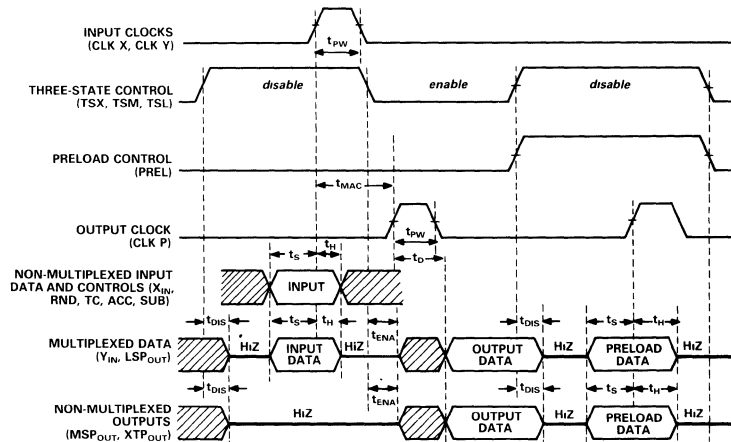 INPUT CLOCKS
(CLK X, CLK Y)
tPW
THREE-STATE CONTROL
(TSX, TSM, TSL)
disable
enable
disable
PRELOAD CONTROL
(PREL)
tMAC
OUTPUT CLOCK
(CLK P)
tPW
tD
tS
tH
NON-MULTIPLEXED INPUT
DATA AND CONTROLS (XIN,
RND, TC, ACC, SUB)
INPUT
tDIS
tS
tH
tENA
tDIS
tS
tH
MULTIPLEXED DATA
(YIN, LSPOUT)
HiZ
INPUT
DATA
HiZ
OUTPUT
DATA
HiZ
PRELOAD
DATA
HiZ
tDIS
tENA
tDIS
tS
tH
NON-MULTIPLEXED
OUTPUTS
(MSPOUT, XTPOUT)
HiZ
OUTPUT
DATA
HiZ
PRELOAD
DATA
HiZ